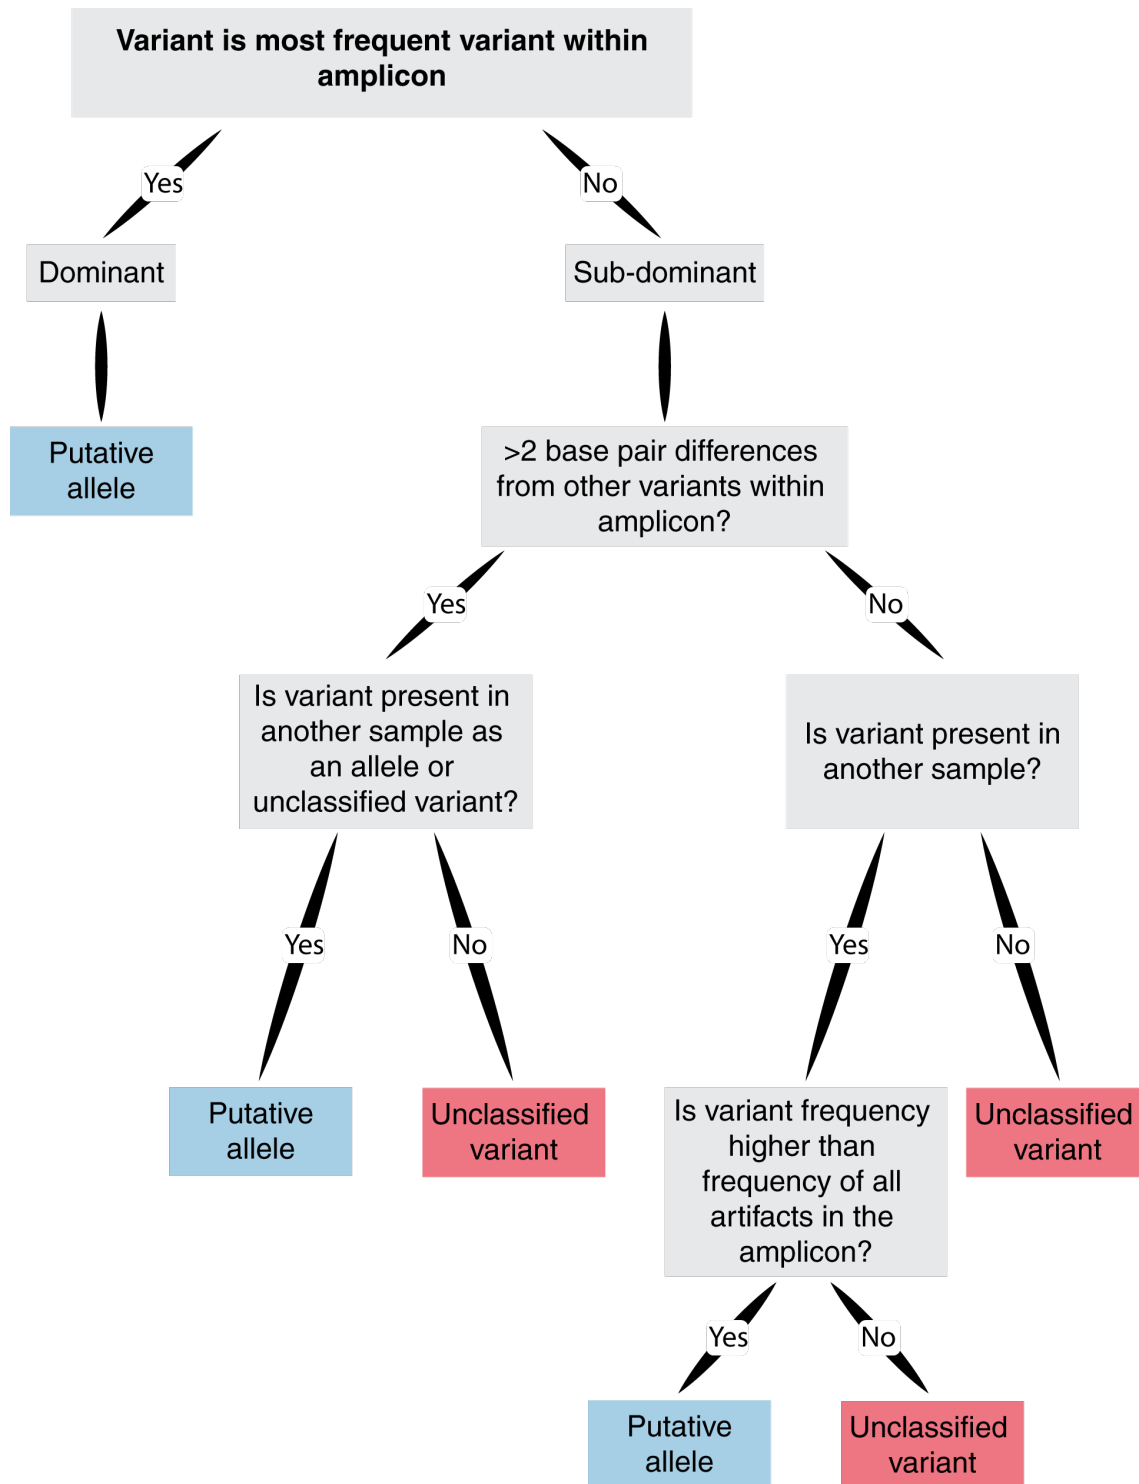 Variant is most frequent variant within
amplicon
Yes
No
Dominant
Sub-dominant
Putative
allele
>2 base pair differences
from other variants within
amplicon?
Yes
No
Is variant present in
another sample as
an allele or
unclassified variant?
Is variant present in
another sample?
Yes
No
Yes
No
Putative
allele
Unclassified
variant
Is variant frequency
higher than
frequency of all
artifacts in the
amplicon?
Unclassified
variant
Yes
No
Putative
allele
Unclassified
variant